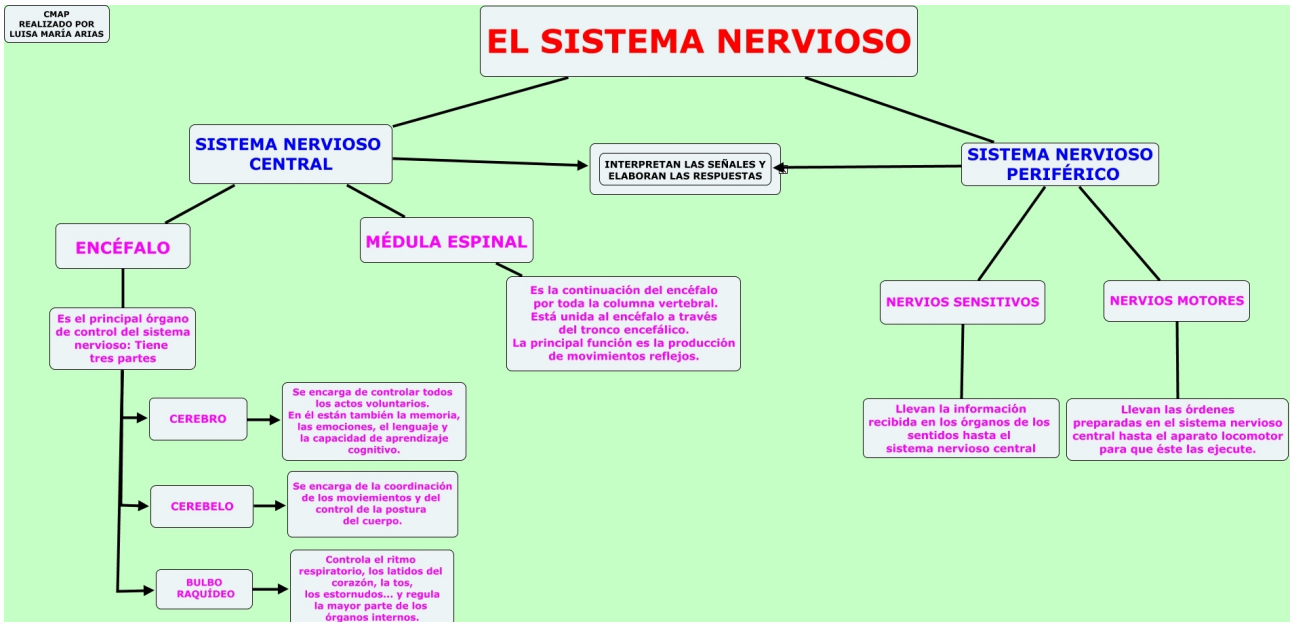 CMAP
REALIZADO POR
LUISA MARÍA ARIAS
EL SISTEMA NERVIOSO
SISTEMA NERVIOSO
CENTRAL
INTERPRETAN LAS SEÑALES Y
ELABORAN LAS RESPUESTAS
SISTEMA NERVIOSO
PERIFÉRICO
ENCÉFALO
MÉDULA ESPINAL
Es la continuación del encéfalo
por toda la columna vertebral.
Está unida al encéfalo a través
del tronco encefálico.
La principal función es la producción
de movimientos reflejos.
NERVIOS SENSITIVOS
NERVIOS MOTORES
Es el principal órgano
de control del sistema
nervioso: Tiene
tres partes
CEREBRO
Se encarga de controlar todos
los actos voluntarios.
En él están también la memoria,
las emociones, el lenguaje y
la capacidad de aprendizaje
cognitivo.
Llevan la información
recibida en los órganos de los
sentidos hasta el
sistema nervioso central
Llevan las órdenes
preparadas en el sistema nervioso
central hasta el aparato locomotor
para que éste las ejecute.
CEREBELO
Se encarga de la coordinación
de los moviemientos y del
control de la postura
del cuerpo.
BULBO
RAQUÍDEO
Controla el ritmo
respiratorio, los latidos del
corazón, la tos,
los estornudos... y regula
la mayor parte de los
órganos internos.